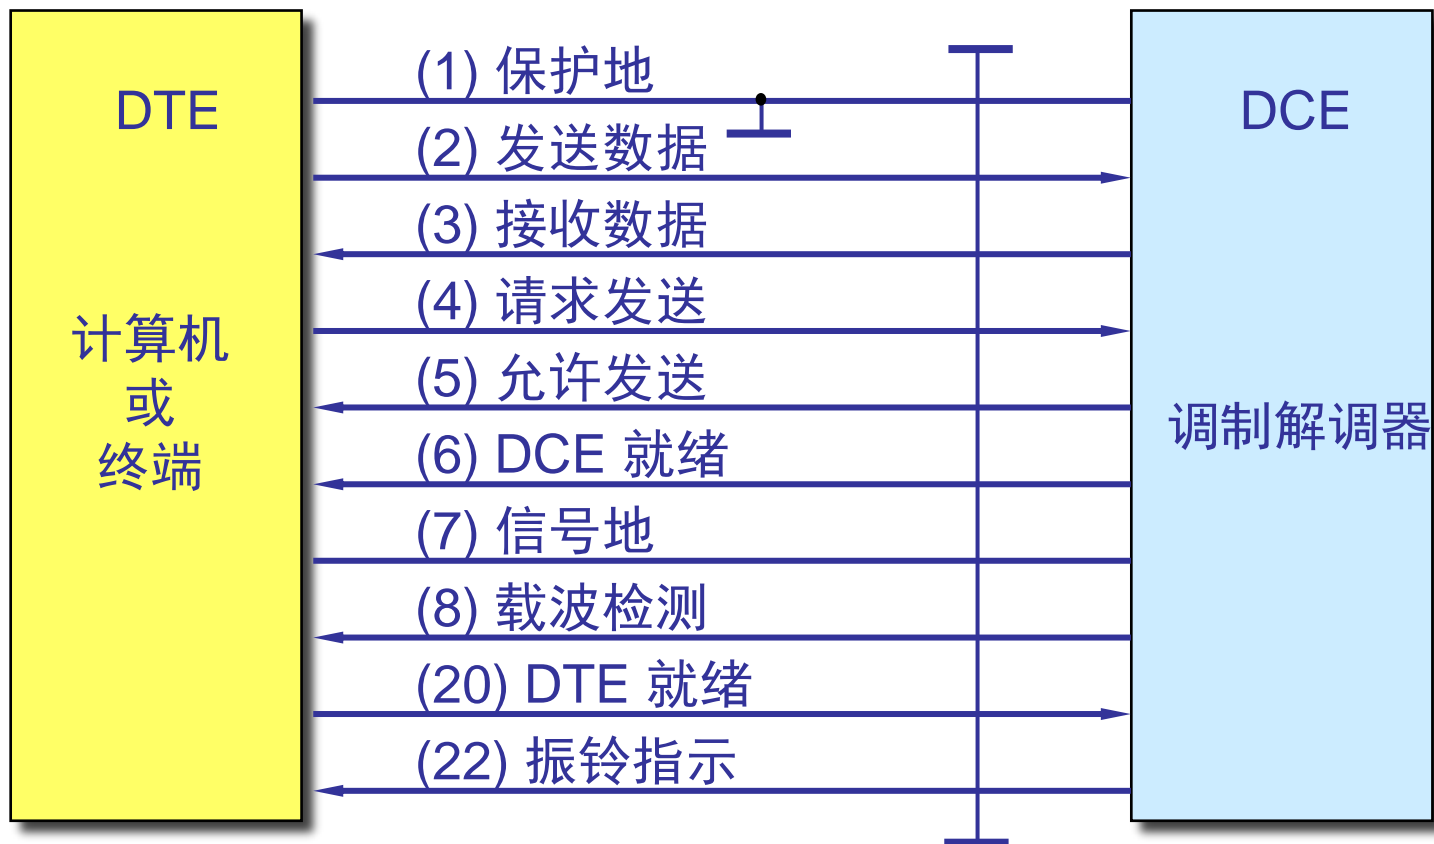 DTE
计算机
或
终端
(1) 保护地
(2) 发送数据
(3) 接收数据
(4) 请求发送
(5) 允许发送
(6) DCE 就绪
(7) 信号地
(8) 载波检测
(20) DTE 就绪
(22) 振铃指示
DCE
调制解调器